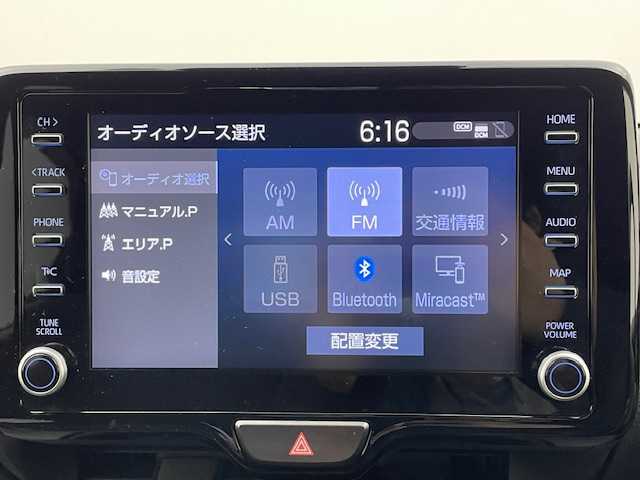 CH >
<TRACK
PHONE
T·C
TUNE
SCROLL
オーディオソース選択 6:16
DCM
DCM
オーディオ選択
マニュアル.P
エリア.P
音設定
AM
FM
交通情報
USB
Bluetooth
Miracast™
配置変更
HOME
MENU
AUDIO
MAP
POWER
VOLUME